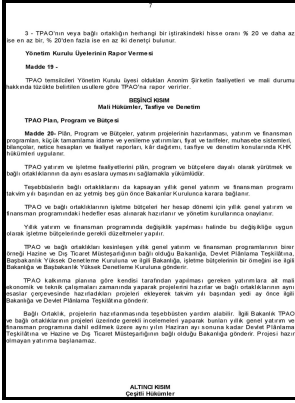 7
3 - TPAO'nun veya bağlı ortaklığın herhangi bir iştirakindeki hisse oranı % 20 ve daha az
ise en az bir, % 20'den fazla ise en az iki denetçi bulunur.
Yönetim Kurulu Üyelerinin Rapor Vermesi
Madde 19 -
TPAO temsilcileri Yönetim Kurulu üyesi oldukları Anonim Şirketin faaliyetleri ve mali durumu
hakkında tüzükte belirtilen usullere göre TPAO'na rapor verirler.
BEŞİNCİ KISIM
Mali Hükümler, Tasfiye ve Denetim
TPAO Plan, Program ve Bütçesi
Madde 20- Plân, Program ve Bütçeler, yatırım projelerinin hazırlanması, yatırım ve finansman
programları, küçük tamamlama idame ve yenileme yatırımları, fiyat ve tarifeler, muhasebe sistemleri,
bilançolar, netice hesapları ve faaliyet raporları, kâr dağıtımı, tasfiye ve denetim konularında KHK
hükümleri uygulanır.
TPAO yatırım ve işletme faaliyetlerini plân, program ve bütçelere dayalı olarak yürütmek ve
bağlı ortaklıklarının da aynı esaslara uymasını sağlamakla yükümlüdür.
Teşebbüslerin bağlı ortaklıklarını da kapsayan yıllık genel yatırım ve finansman programı
takvim yılı başından en az yetmiş beş gün önce Bakanlar Kurulunca karara bağlanır.
TPAO ve bağlı ortaklıklarının işletme bütçeleri her hesap dönemi için yıllık genel yatırım ve
finansman programındaki hedefler esas alınarak hazırlanır ve yönetim kurullarınca onaylanır.
Yıllık yatırım ve finansman programında değişiklik yapılması halinde bu değişikliğe uygun
olarak işletme bütçelerinde gerekli düzeltmeler yapılır.
TPAO ve bağlı ortaklıkları kesinleşen yıllık genel yatırım ve finansman programlarının birer
örneği Hazine ve Dış Ticaret Müsteşarlığının bağlı olduğu Bakanlığa, Devlet Plânlama Teşkilâtına,
Başbakanlık Yüksek Denetleme Kuruluna ve İlgili Bakanlığa, işletme bütçelerinin bir örneğini ise ilgili
Bakanlığa ve Başbakanlık Yüksek Denetleme Kuruluna gönderir.
TPAO kalkınma planına göre kendisi tarafından yapılması gereken yatırımlara ait mali
ekonomik ve teknik çalışmaları zamanında yaparak projelerini hazırlar ve bağlı ortaklıklarının aynı
esaslar çerçevesinde hazırladıkları projeleri ekleyerek takvim yılı başından yedi ay önce ilgili
Bakanlığa ve Devlet Plânlama Teşkilâtına gönderir.
Bağlı Ortaklık, projelerin hazırlanmasında teşebbüsten yardım alabilir. İlgili Bakanlık TPAO
ve bağlı ortaklıklarının projeleri üzerinde gerekli incelemeleri yaparak bunları yıllık genel yatırım ve
finansman programına dahil edilmek üzere aynı yılın Haziran ayı sonuna kadar Devlet Plânlama
Teşkilâtına ve Hazine ve Dış Ticaret Müsteşarlığının bağlı olduğu Bakanlığa gönderir. Projesi hazır
olmayan yatırıma başlanamaz.
ALTINCI KISIM
Çeşitli Hükümler